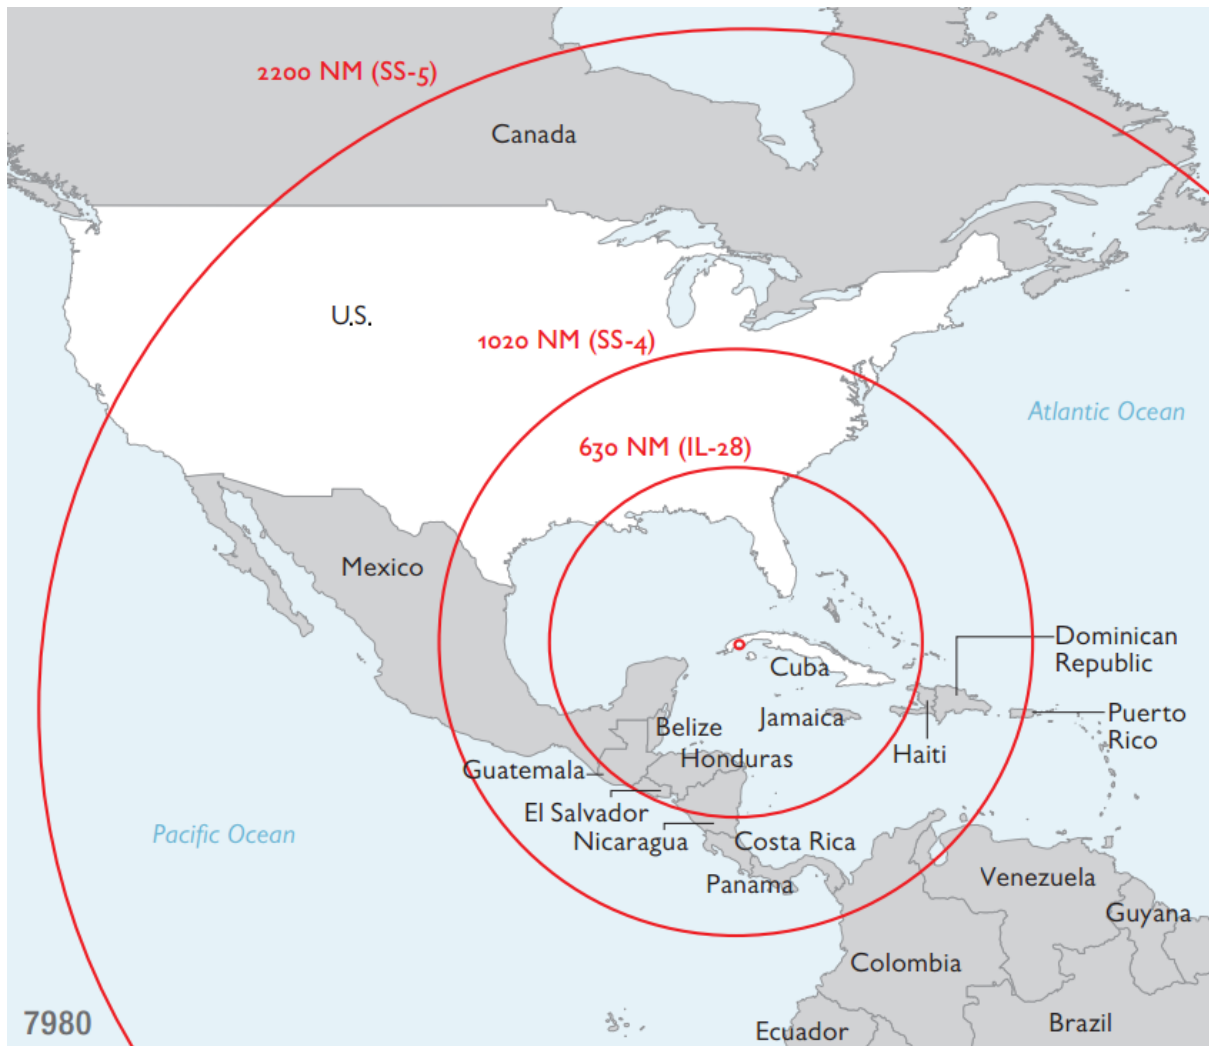 2200 NM (SS-5)
Canada
U.S.
1020 NM (SS-4)
Atlantic Ocean
630 NM (IL-28)
Mexico
Dominican
Republic
Cuba
Jamaica
Puerto
Rico
Belize
Haiti
Honduras
Guatemala
El Salvador
Nicaragua
Costa Rica
Pacific Ocean
Panama
Venezuela
Guyana
Colombia
Brazil
Ecuador
7980